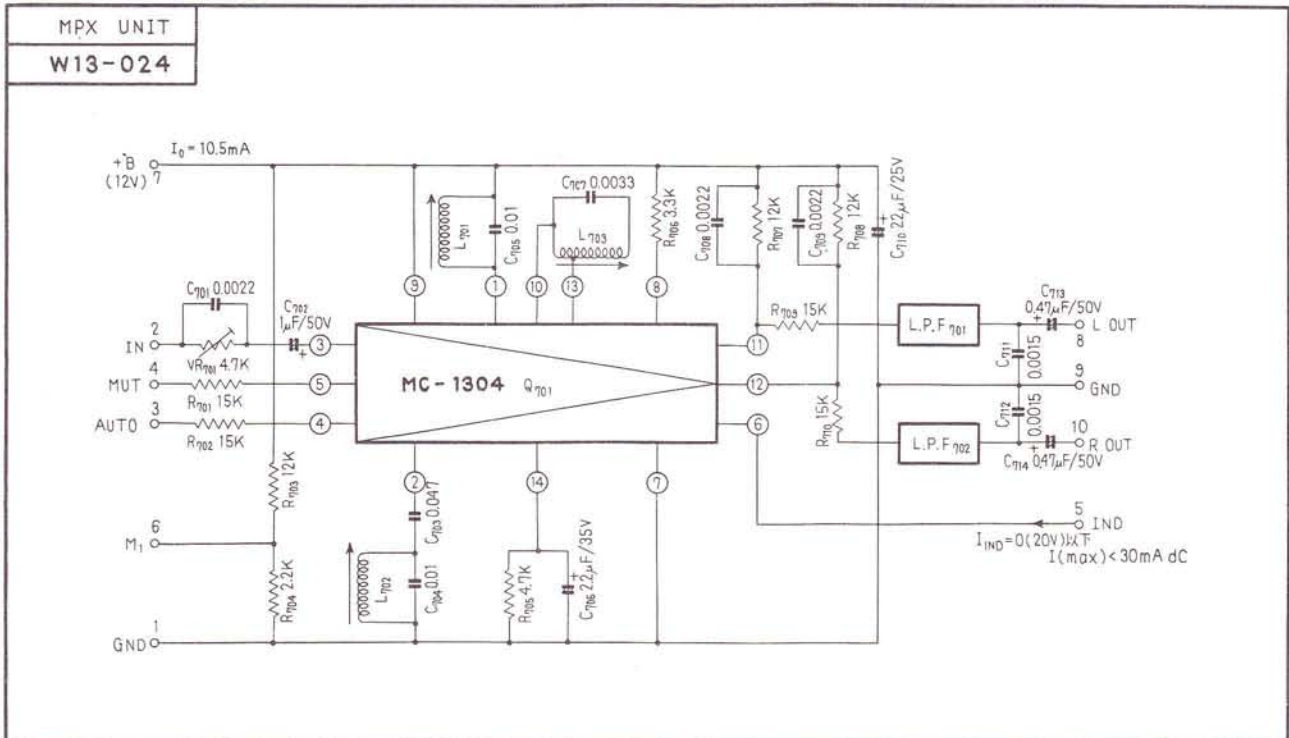 MPX UNIT
W13-024
+B
(12V) 7
I₀ = 10.5mA
L₇₀₁
C₇₀₅ 0.01
C₇₀₇ 0.0033
L₇₀₃
R₇₀₆ 3.3K
C₇₀₈ 0.0022
R₇₀₇ 12K
C₇₀₉ 0.0022
R₇₀₈ 12K
C₇₁₀ 22μF/25V
9
1
10
13
8
C₇₀₁ 0.0022
C₇₀₂
1μF/50V
2
IN
VR₇₀₁ 4.7K
3
4
MUT
R₇₀₁ 15K
5
3
AUTO
R₇₀₂ 15K
4
MC-1304 Q₇₀₁
11
12
6
R₇₀₉ 15K
R₇₁₀ 15K
L.P.F₇₀₁
L.P.F₇₀₂
C₇₁₃
0.47μF/50V
L OUT
8
C₇₁₁
0.0015
9
GND
C₇₁₂
0.0015
10
R OUT
C₇₁₄ 0.47μF/50V
2
14
7
R₇₀₃ 12K
6
M₁
R₇₀₄ 2.2K
C₇₀₃ 0.047
L₇₀₂
C₇₀₄ 0.01
R₇₀₅ 4.7K
C₇₀₆ 2.2μF/35V
5
IND
I_IND=0(20V)以下
I(max)<30mA dC
1
GND